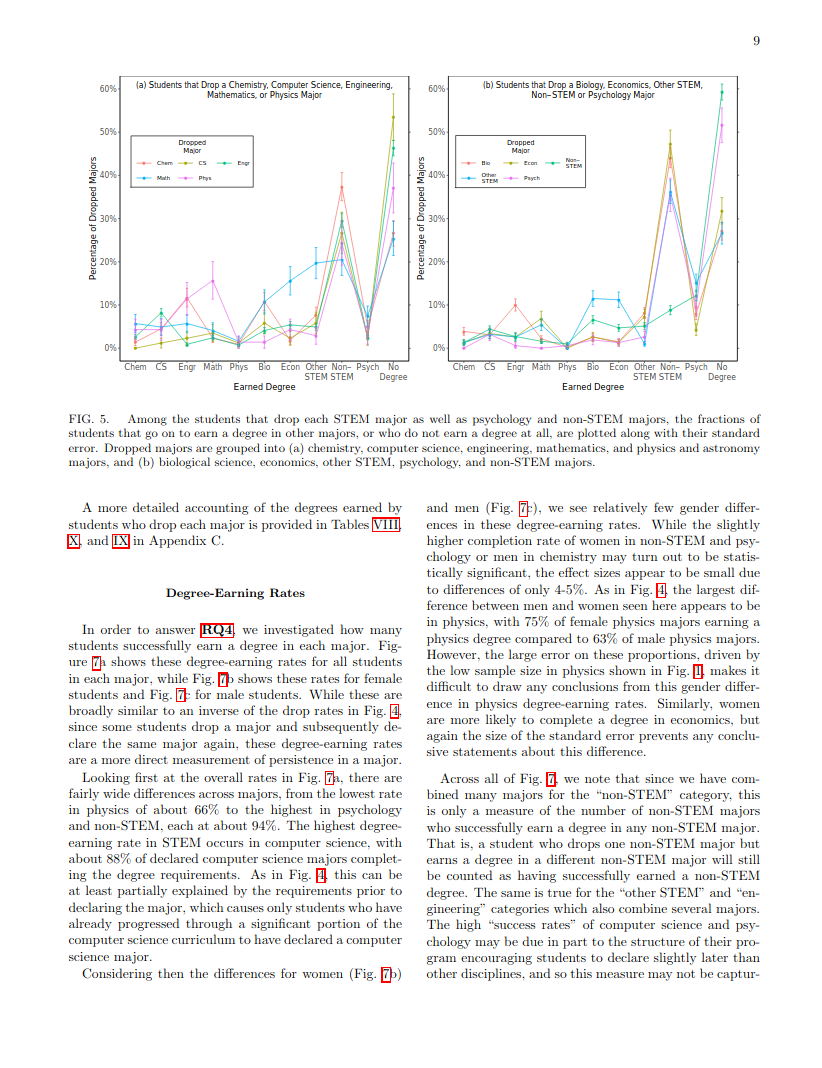 9
(a) Students that Drop a Chemistry, Computer Science, Engineering,
Mathematics, or Physics Major
Dropped
Major
Chem
CS
Engr
Math
Phys
Percentage of Dropped Majors
60%
50%
40%
30%
20%
10%
0%
Chem
CS
Engr
Math
Phys
Bio
Econ
Other
STEM
Non–
STEM
Psych
No
Degree
Earned Degree
(b) Students that Drop a Biology, Economics, Other STEM,
Non–STEM or Psychology Major
Dropped
Major
Bio
Econ
Non–
STEM
Other
STEM
Psych
Percentage of Dropped Majors
60%
50%
40%
30%
20%
10%
0%
Chem
CS
Engr
Math
Phys
Bio
Econ
Other
STEM
Non–
STEM
Psych
No
Degree
Earned Degree
FIG. 5. Among the students that drop each STEM major as well as psychology and non-STEM majors, the fractions of
students that go on to earn a degree in other majors, or who do not earn a degree at all, are plotted along with their standard
error. Dropped majors are grouped into (a) chemistry, computer science, engineering, mathematics, and physics and astronomy
majors, and (b) biological science, economics, other STEM, psychology, and non-STEM majors.
A more detailed accounting of the degrees earned by
students who drop each major is provided in Tables VIII,
X, and IX in Appendix C.
Degree-Earning Rates
In order to answer RQ4, we investigated how many
students successfully earn a degree in each major. Fig-
ure 7a shows these degree-earning rates for all students
in each major, while Fig. 7b shows these rates for female
students and Fig. 7c for male students. While these are
broadly similar to an inverse of the drop rates in Fig. 4,
since some students drop a major and subsequently de-
clare the same major again, these degree-earning rates
are a more direct measurement of persistence in a major.
Looking first at the overall rates in Fig. 7a, there are
fairly wide differences across majors, from the lowest rate
in physics of about 66% to the highest in psychology
and non-STEM, each at about 94%. The highest degree-
earning rate in STEM occurs in computer science, with
about 88% of declared computer science majors complet-
ing the degree requirements. As in Fig. 4, this can be
at least partially explained by the requirements prior to
declaring the major, which causes only students who have
already progressed through a significant portion of the
computer science curriculum to have declared a computer
science major.
Considering then the differences for women (Fig. 7b)
and men (Fig. 7c), we see relatively few gender differ-
ences in these degree-earning rates. While the slightly
higher completion rate of women in non-STEM and psy-
chology or men in chemistry may turn out to be statis-
tically significant, the effect sizes appear to be small due
to differences of only 4-5%. As in Fig. 4, the largest dif-
ference between men and women seen here appears to be
in physics, with 75% of female physics majors earning a
physics degree compared to 63% of male physics majors.
However, the large error on these proportions, driven by
the low sample size in physics shown in Fig. 1, makes it
difficult to draw any conclusions from this gender differ-
ence in physics degree-earning rates. Similarly, women
are more likely to complete a degree in economics, but
again the size of the standard error prevents any conclu-
sive statements about this difference.
Across all of Fig. 7, we note that since we have com-
bined many majors for the “non-STEM” category, this
is only a measure of the number of non-STEM majors
who successfully earn a degree in any non-STEM major.
That is, a student who drops one non-STEM major but
earns a degree in a different non-STEM major will still
be counted as having successfully earned a non-STEM
degree. The same is true for the “other STEM” and “en-
gineering” categories which also combine several majors.
The high “success rates” of computer science and psy-
chology may be due in part to the structure of their pro-
gram encouraging students to declare slightly later than
other disciplines, and so this measure may not be captur-